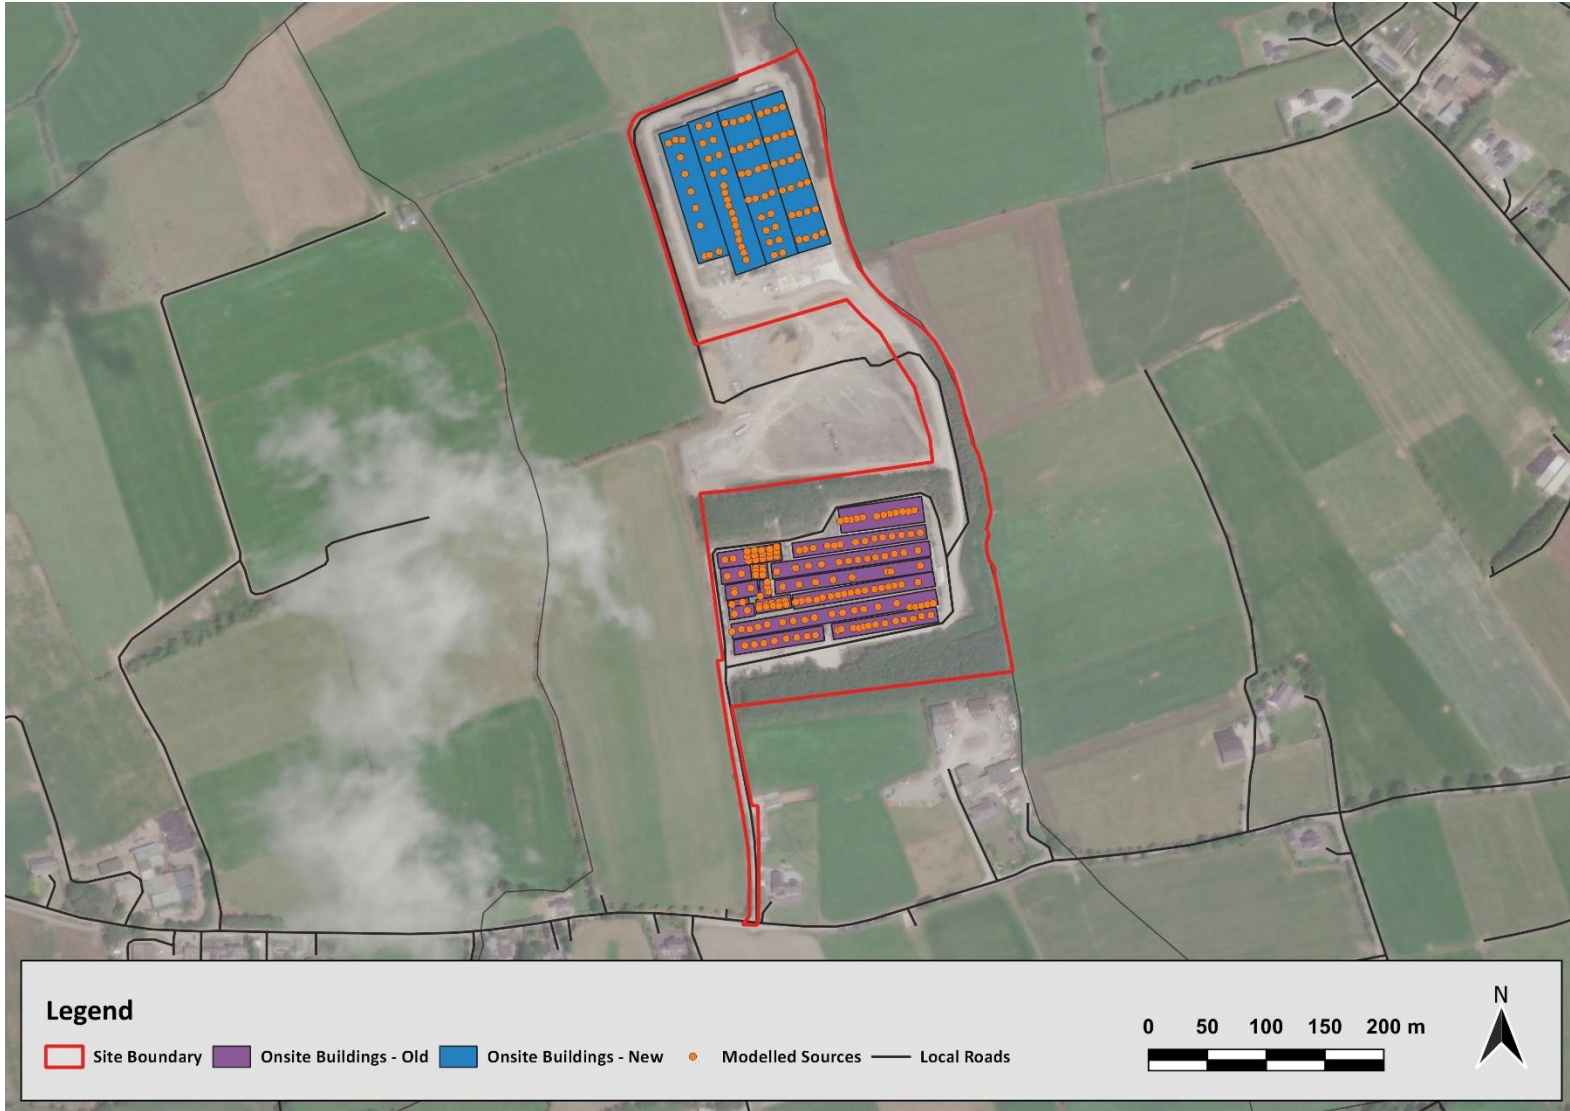 N
Legend
0 50 100 150 200 m
Site Boundary Onsite Buildings - Old Onsite Buildings - New Modelled Sources Local Roads